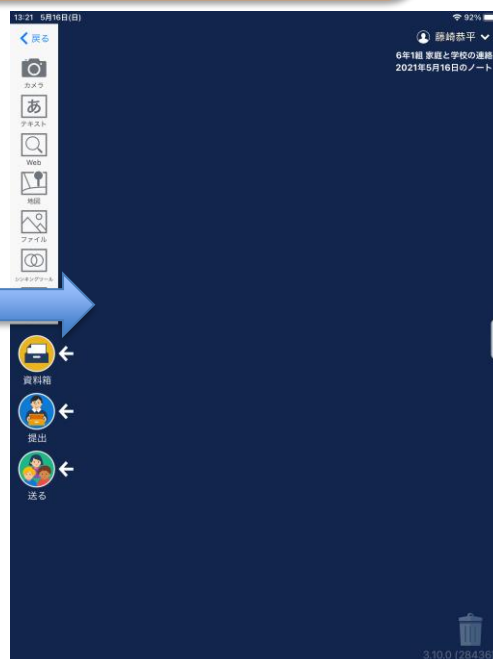 13:21 5月16日(日)
92%
戻る
藤崎恭平
6年1組 家庭と学校の連絡
2021年5月16日のノート
カメラ
あ
テキスト
Web
地図
ファイル
シンキングツール
資料箱
提出
送る
3.10.0 (28436